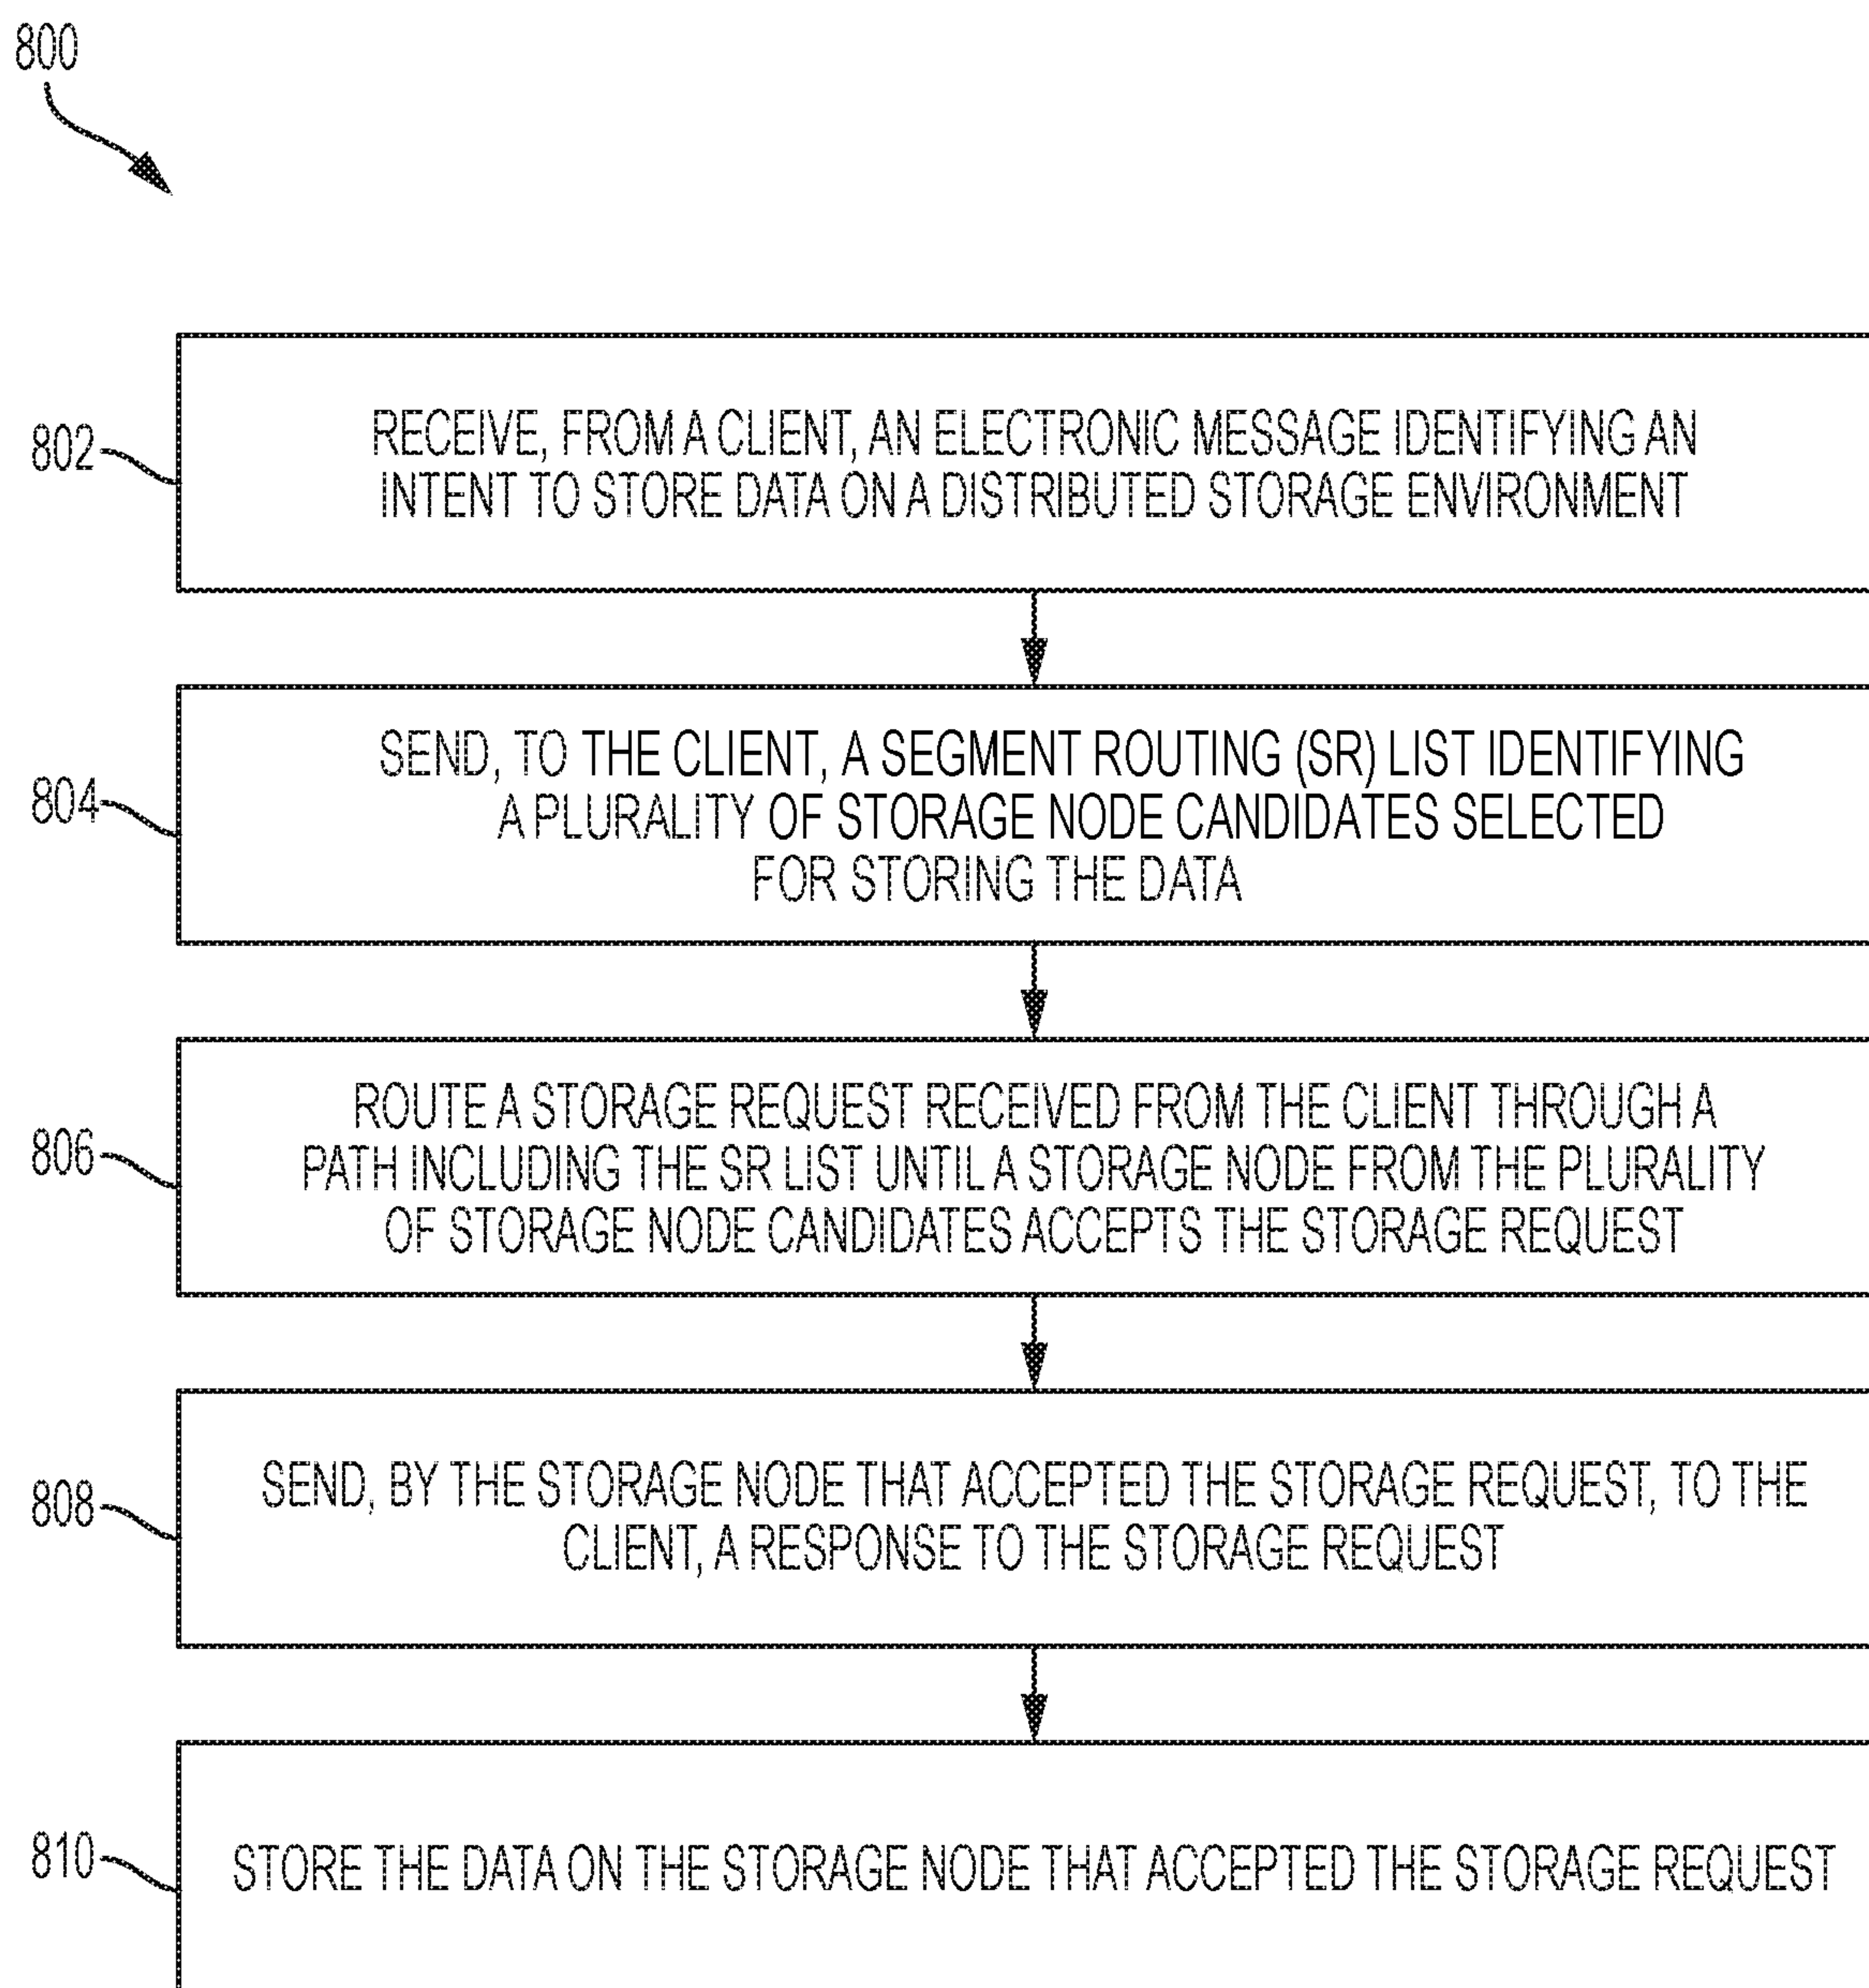 800
802
RECEIVE, FROM A CLIENT, AN ELECTRONIC MESSAGE IDENTIFYING AN
INTENT TO STORE DATA ON A DISTRIBUTED STORAGE ENVIRONMENT
804
SEND, TO THE CLIENT, A SEGMENT ROUTING (SR) LIST IDENTIFYING
A PLURALITY OF STORAGE NODE CANDIDATES SELECTED
FOR STORING THE DATA
806
ROUTE A STORAGE REQUEST RECEIVED FROM THE CLIENT THROUGH A
PATH INCLUDING THE SR LIST UNTIL A STORAGE NODE FROM THE PLURALITY
OF STORAGE NODE CANDIDATES ACCEPTS THE STORAGE REQUEST
808
SEND, BY THE STORAGE NODE THAT ACCEPTED THE STORAGE REQUEST, TO THE
CLIENT, A RESPONSE TO THE STORAGE REQUEST
810
STORE THE DATA ON THE STORAGE NODE THAT ACCEPTED THE STORAGE REQUEST